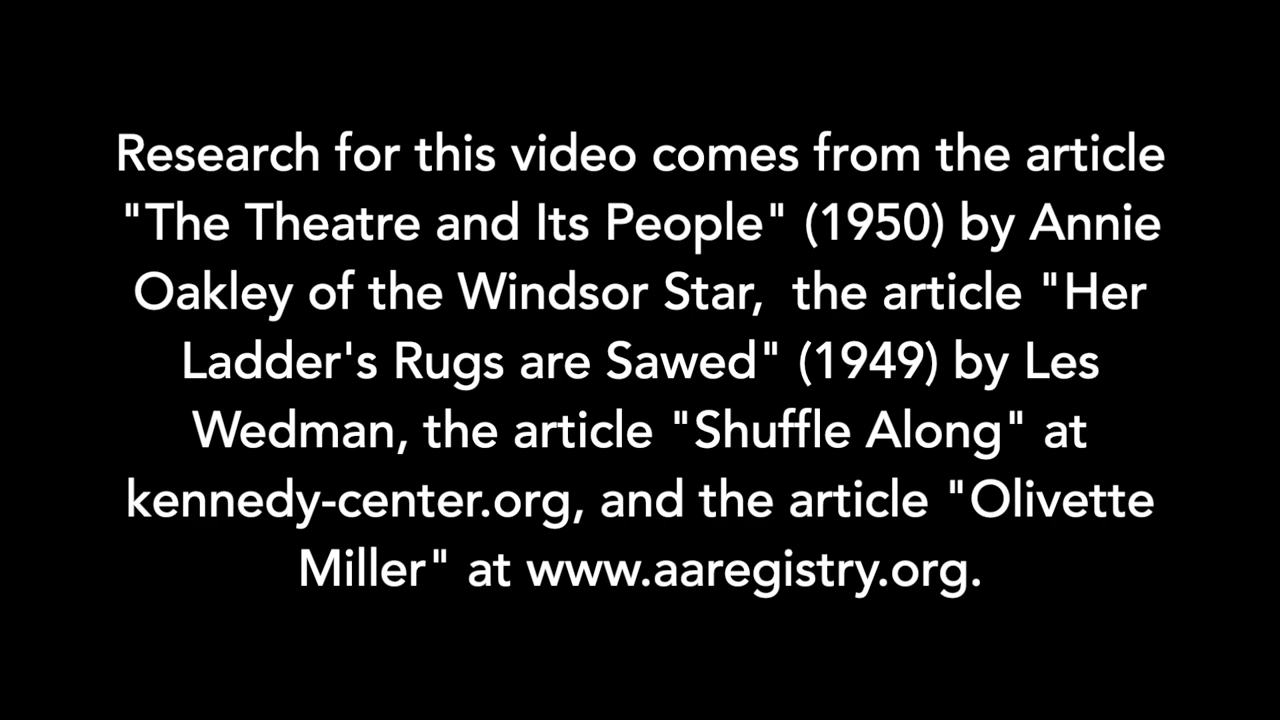 Research for this video comes from the article
"The Theatre and Its People" (1950) by Annie
Oakley of the Windsor Star,  the article "Her
Ladder's Rugs are Sawed" (1949) by Les
Wedman, the article "Shuffle Along" at
kennedy-center.org, and the article "Olivette
Miller" at www.aaregistry.org.